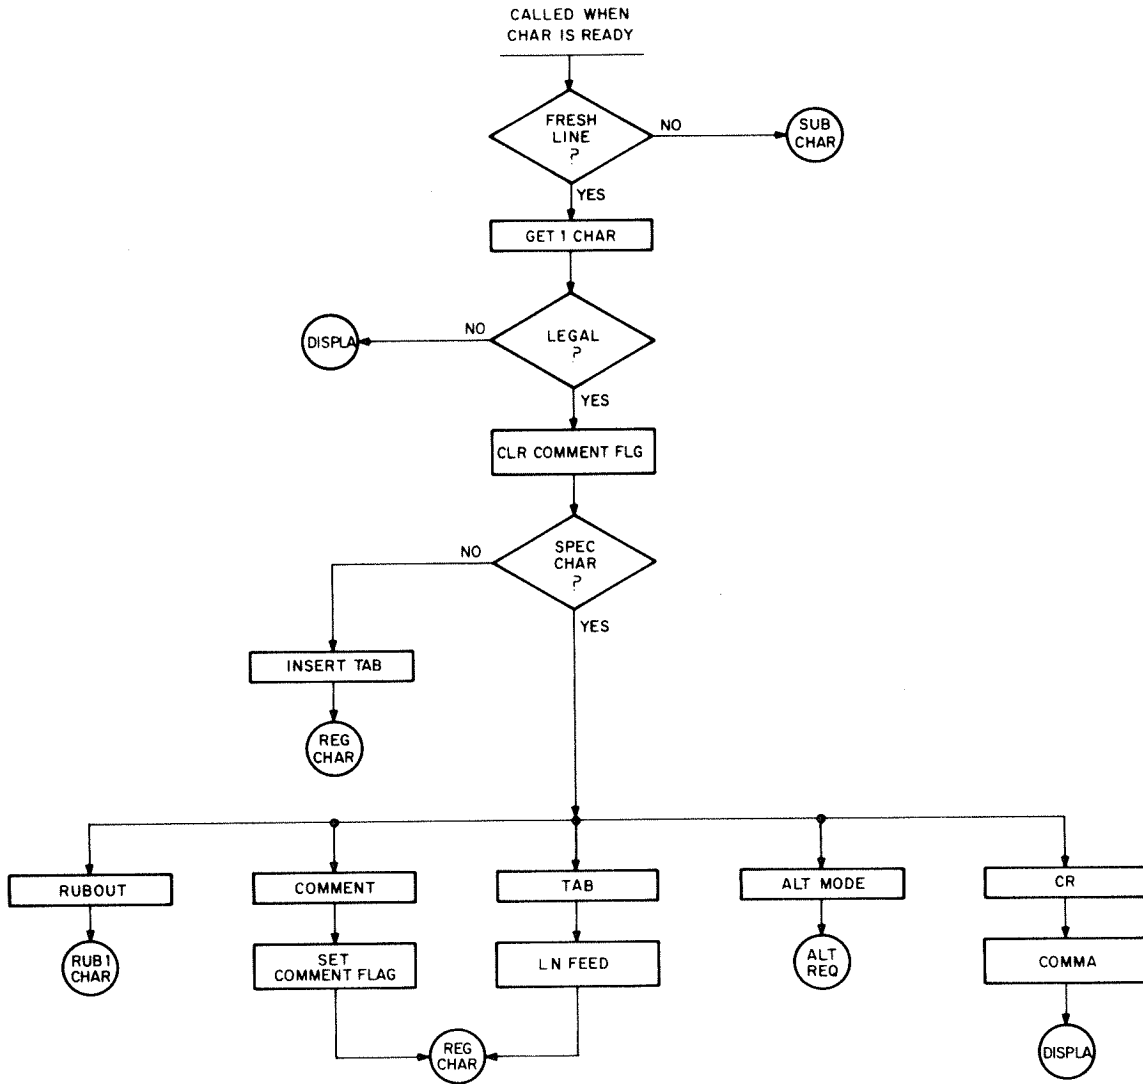 CALLED WHEN
CHAR IS READY
FRESH
LINE
?
NO
SUB
CHAR
YES
GET 1 CHAR
LEGAL
?
NO
DISPLA
YES
CLR COMMENT FLG
SPEC
CHAR
?
NO
YES
INSERT TAB
REG
CHAR
RUBOUT
COMMENT
TAB
ALT MODE
CR
RUB 1
CHAR
SET
COMMENT FLAG
LN FEED
ALT
REQ
COMMA
REG
CHAR
DISPLA